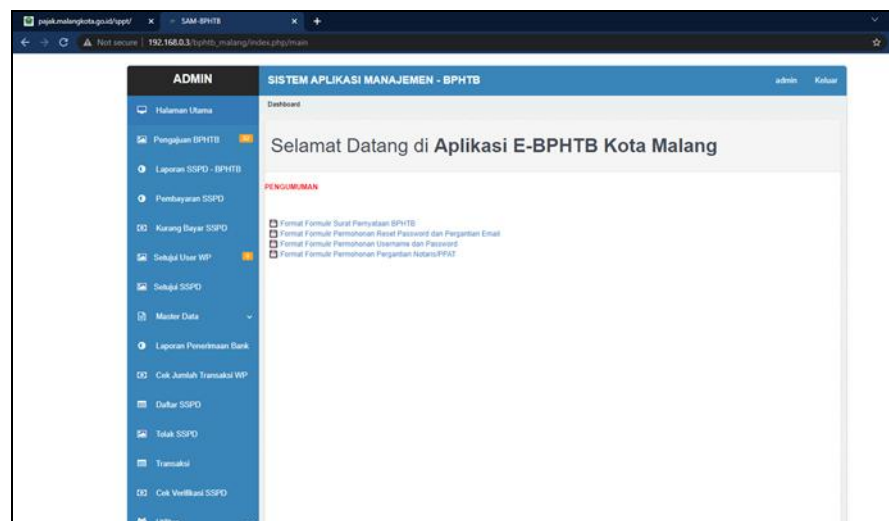 pajak.malangkota.go.id/sppt/
SAM-BPHTB
Not secure | 192.168.0.3/bphtb_malang/index.php/main
ADMIN
SISTEM APLIKASI MANAJEMEN - BPHTB
admin
Keluar
Halaman Utama
Pengajuan BPHTB
Laporan SSPD - BPHTB
Pembayaran SSPD
Kurang Bayar SSPD
Setujui User WP
Setujui SSPD
Master Data
Laporan Penerimaan Bank
Cek Jumlah Transaksi WP
Daftar SSPD
Tolak SSPD
Transaksi
Cek Verifikasi SSPD
Dashboard
Selamat Datang di Aplikasi E-BPHTB Kota Malang
PENGUMUMAN
Format Formulir Surat Pernyataan BPHTB
Format Formulir Permohonan Reset Password dan Pergantian Email
Format Formulir Permohonan Username dan Password
Format Formulir Permohonan Pergantian Notaris/PPAT